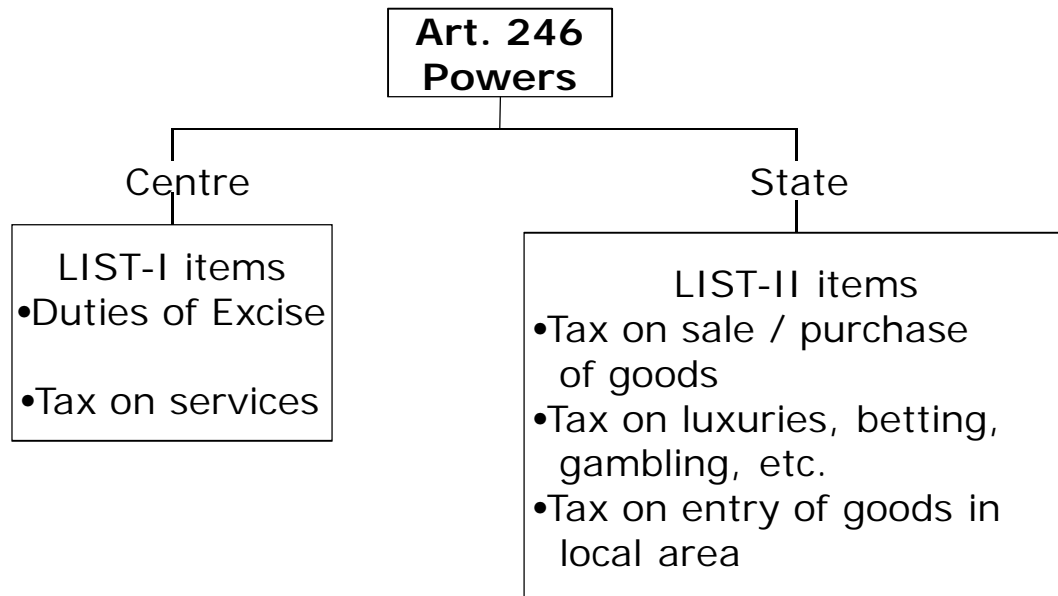 Art. 246
Powers
Centre
State
LIST-I items
•Duties of Excise
•Tax on services
LIST-II items
•Tax on sale / purchase
of goods
•Tax on luxuries, betting,
gambling, etc.
•Tax on entry of goods in
local area